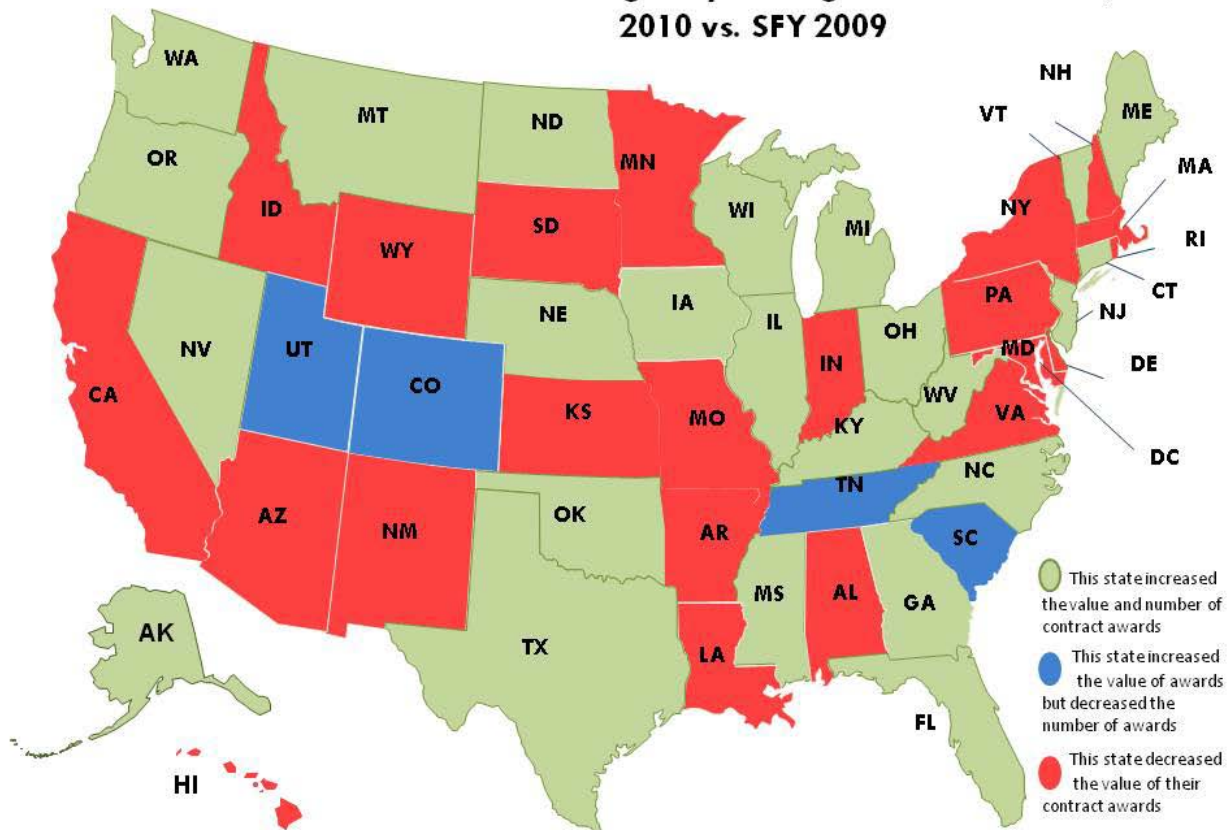 2010 vs. SFY 2009
WA
MT
ND
MN
OR
ID
WY
SD
WI
MI
NY
VT
NH
ME
MA
RI
CT
NJ
PA
DE
MD
DC
NV
UT
CO
NE
IA
IL
IN
OH
WV
VA
CA
KS
MO
KY
NC
AZ
NM
OK
AR
TN
SC
TX
LA
MS
AL
GA
FL
AK
HI
This state increased
the value and number of
contract awards
This state increased
the value of awards
but decreased the
number of awards
This state decreased
the value of their
contract awards